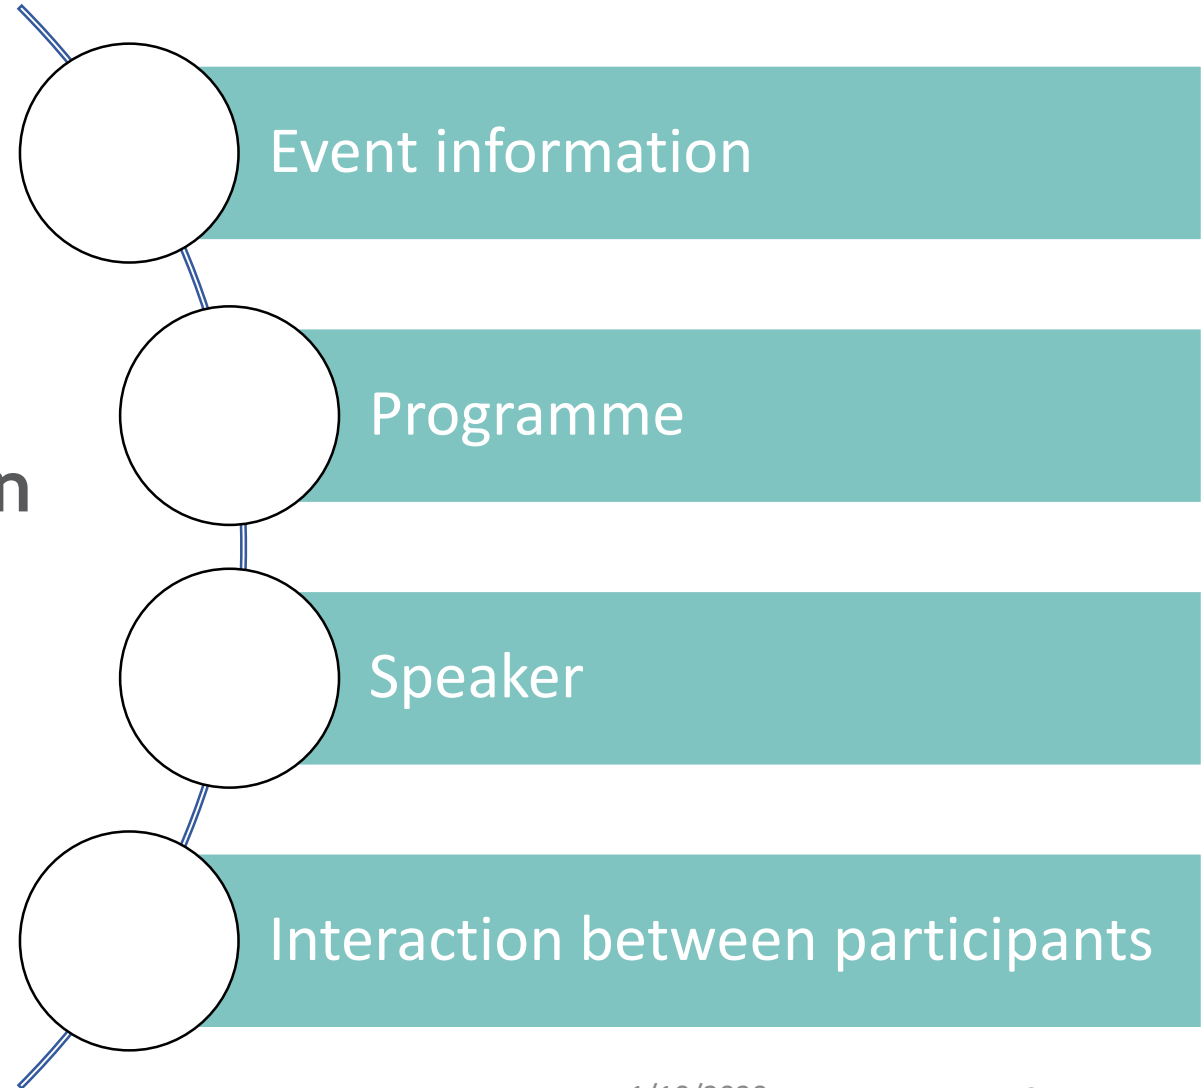 Event information
Programme
n
Speaker
Interaction between participants